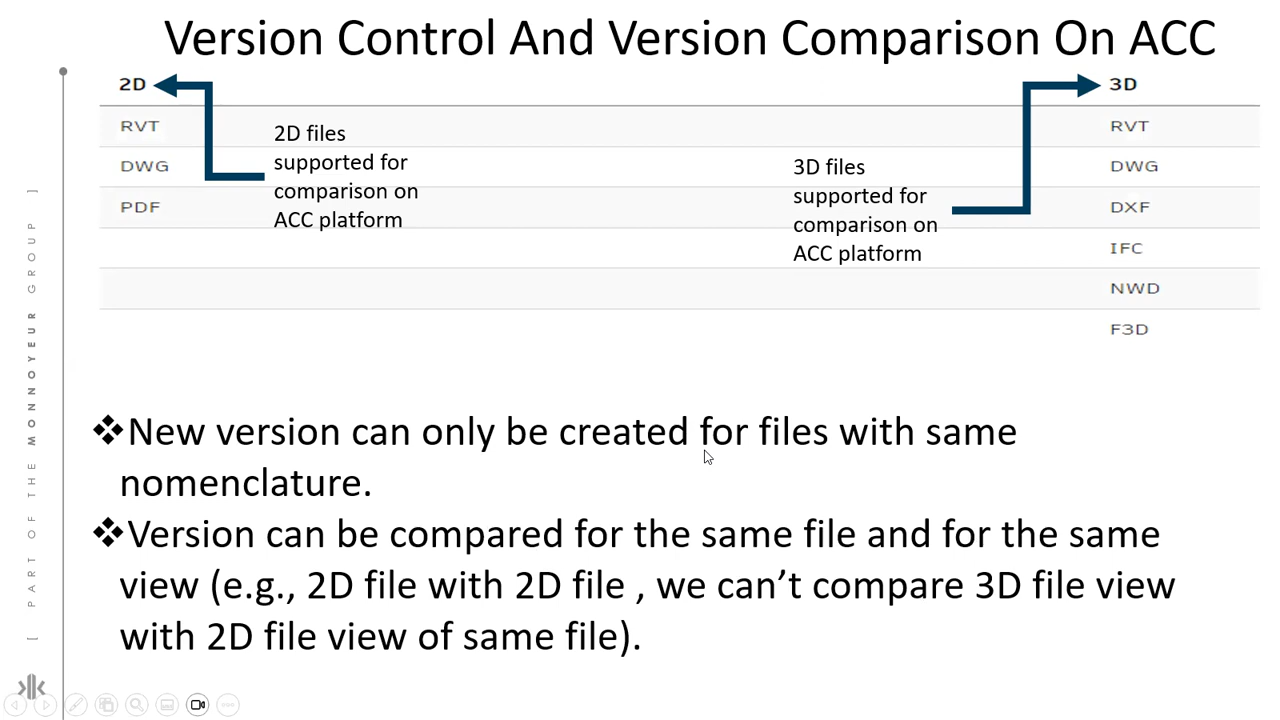 Version Control And Version Comparison On ACC
2D
3D
RVT
RVT
DWG
DWG
PDF
DXF
IFC
NWD
F3D
2D files
supported for
comparison on
ACC platform
3D files
supported for
comparison on
ACC platform
❖New version can only be created for files with same
nomenclature.
❖Version can be compared for the same file and for the same
view (e.g., 2D file with 2D file , we can’t compare 3D file view
with 2D file view of same file).
[ PART OF THE MONNOYEUR GROUP ]